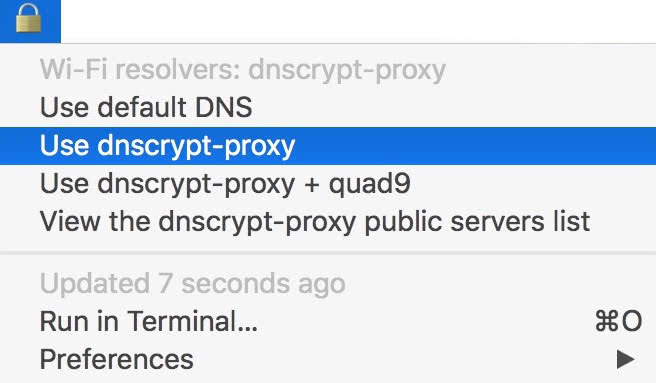 Wi-Fi resolvers: dnscrypt-proxy
Use default DNS
Use dnscrypt-proxy
Use dnscrypt-proxy + quad9
View the dnscrypt-proxy public servers list
Updated 7 seconds ago
Run in Terminal... ⌘O
Preferences ▶